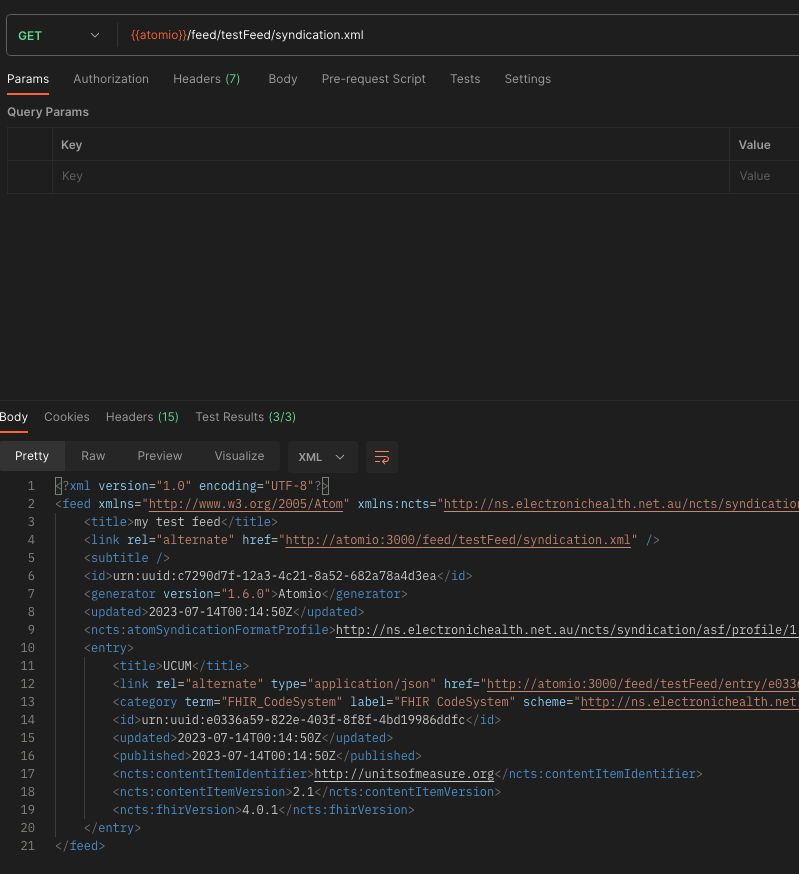 GET {{atomio}}/feed/testFeed/syndication.xml
Params Authorization Headers (7) Body Pre-request Script Tests Settings
Query Params
Key Value
Key Value
Body Cookies Headers (15) Test Results (3/3)
Pretty Raw Preview Visualize XML
1 <?xml version="1.0" encoding="UTF-8"?>
2 <feed xmlns="http://www.w3.org/2005/Atom" xmlns:ncts="http://ns.electronichealth.net.au/ncts/syndication
3 <title>my test feed</title>
4 <link rel="alternate" href="http://atomio:3000/feed/testFeed/syndication.xml" />
5 <subtitle />
6 <id>urn:uuid:c7290d7f-12a3-4c21-8a52-682a78a4d3ea</id>
7 <generator version="1.6.0">Atomio</generator>
8 <updated>2023-07-14T00:14:50Z</updated>
9 <ncts:atomSyndicationFormatProfile>http://ns.electronichealth.net.au/ncts/syndication/asf/profile/1
10 <entry>
11 <title>UCUM</title>
12 <link rel="alternate" type="application/json" href="http://atomio:3000/feed/testFeed/entry/e033
13 <category term="FHIR_CodeSystem" label="FHIR CodeSystem" scheme="http://ns.electronichealth.net
14 <id>urn:uuid:e0336a59-822e-403f-8f8f-4bd19986ddfc</id>
15 <updated>2023-07-14T00:14:50Z</updated>
16 <published>2023-07-14T00:14:50Z</published>
17 <ncts:contentItemIdentifier>http://unitsofmeasure.org</ncts:contentItemIdentifier>
18 <ncts:contentItemVersion>2.1</ncts:contentItemVersion>
19 <ncts:fhirVersion>4.0.1</ncts:fhirVersion>
20 </entry>
21 </feed>